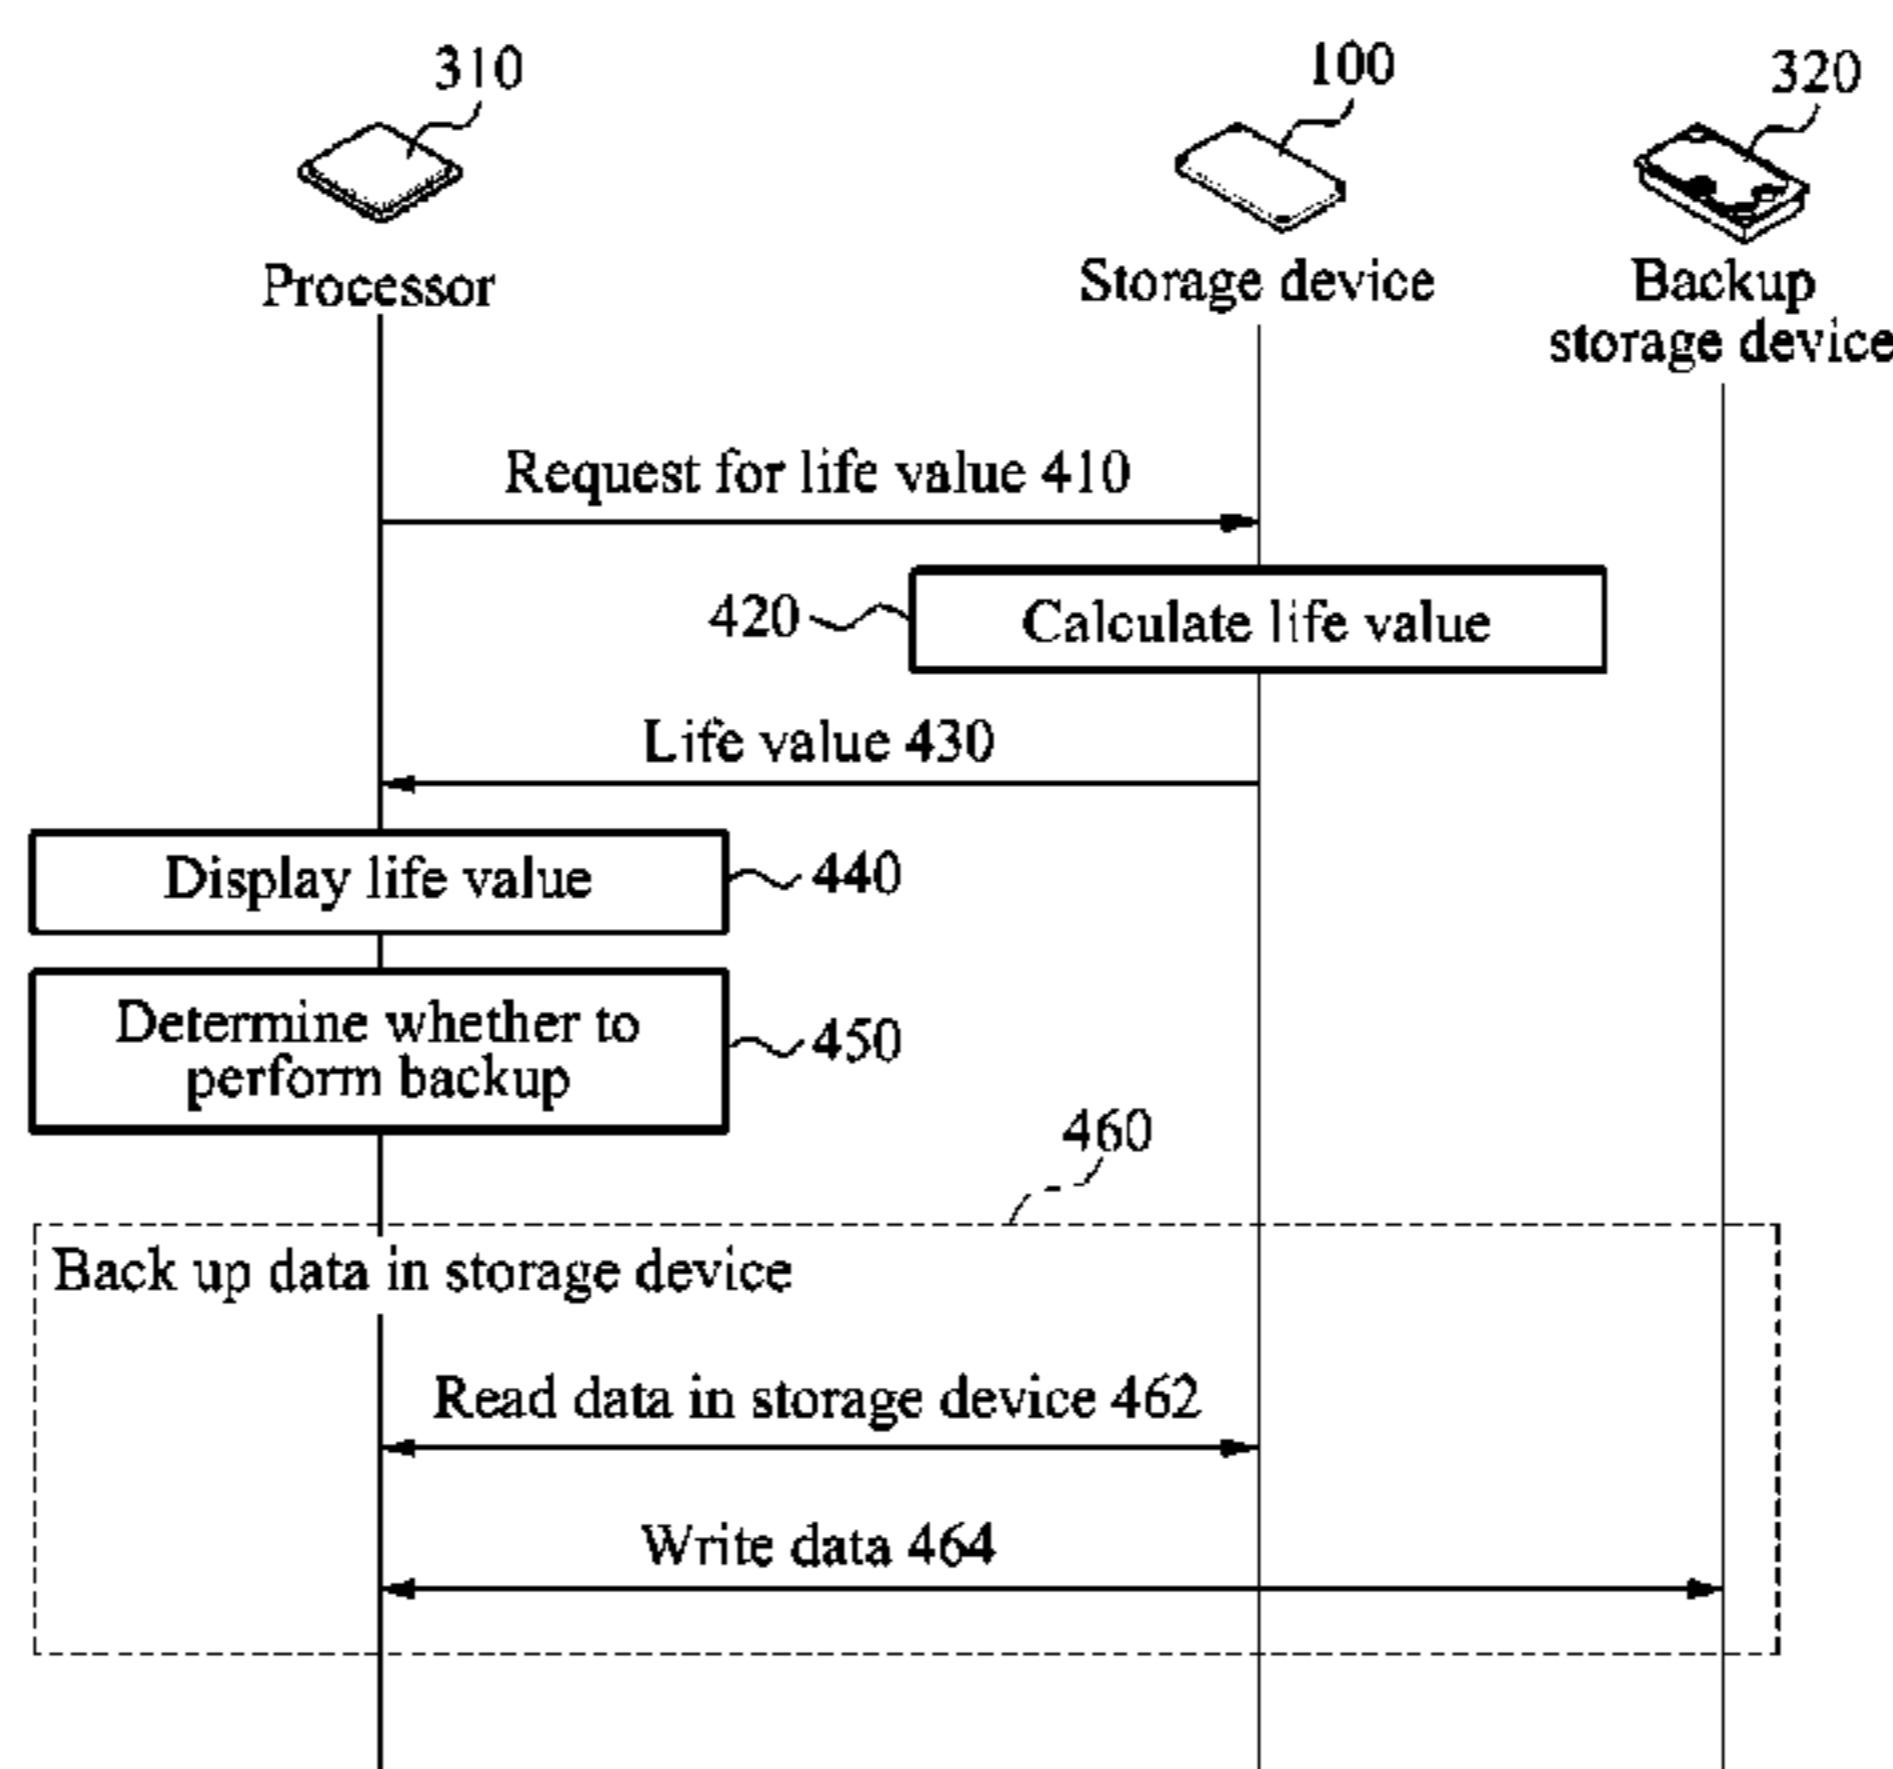 310
100
320
Processor
Storage device
Backup
storage device
Request for life value 410
420
Calculate life value
Life value 430
Display life value
440
Determine whether to
perform backup
450
460
Back up data in storage device
Read data in storage device 462
Write data 464